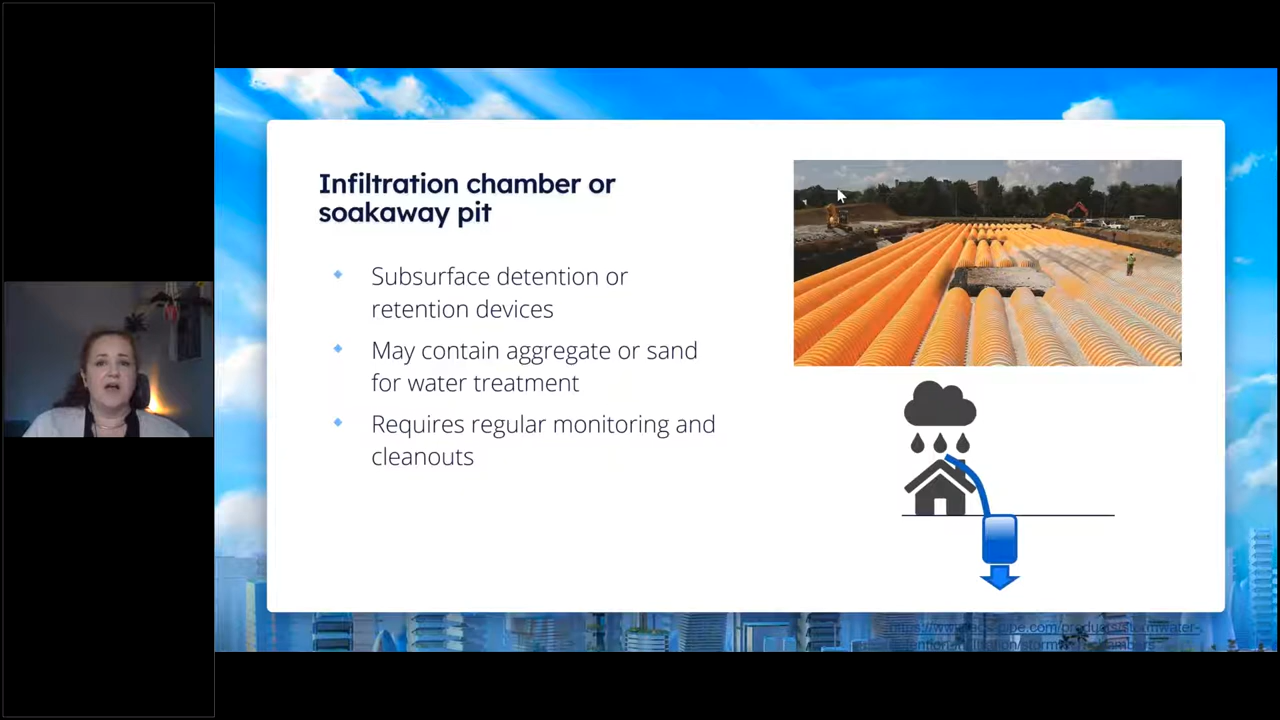 Infiltration chamber or
soakaway pit
Subsurface detention or
retention devices
May contain aggregate or sand
for water treatment
Requires regular monitoring and
cleanouts